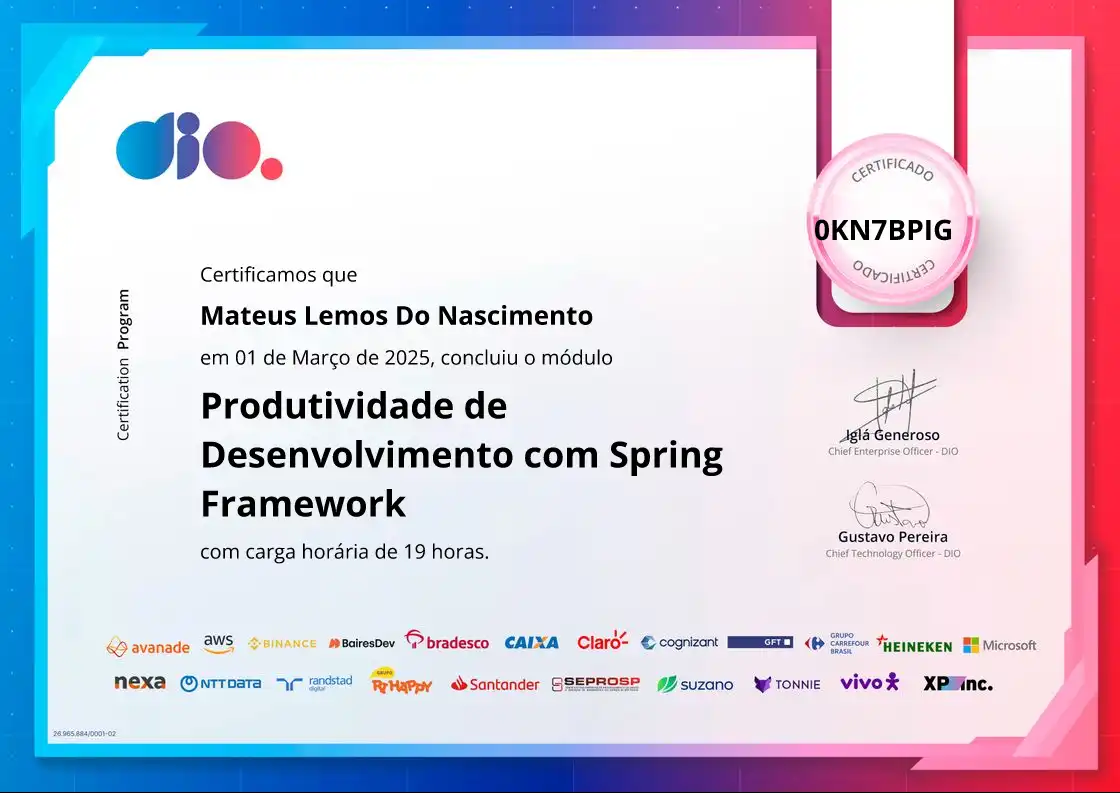 dio.
CERTIFICADO
0KN7BPIG
CERTIFICADO
Certification Program
Certificamos que
Mateus Lemos Do Nascimento
em 01 de Março de 2025, concluiu o módulo
Produtividade de
Desenvolvimento com Spring
Framework
com carga horária de 19 horas.
Iglá Generoso
Chief Enterprise Officer - DIO
Gustavo Pereira
Chief Technology Officer - DIO
avanade aws BINANCE BairesDev bradesco CAIXA Claro cognizant GFT GRUPO CARREFOUR BRASIL HEINEKEN Microsoft
nexa NTT DATA randstad digital GRUPO Ri HAPPY Santander SEPROSP suzano TONNIE vivo XP inc.
26.965.884/0001-02